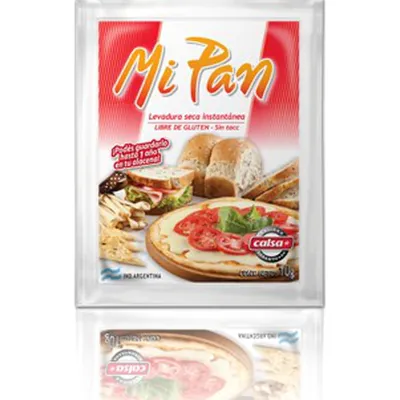 Mi Pan
Levadura seca instantánea
LIBRE DE GLUTEN - Sin tacc
¡Podés guardarlo
hasta 1 año
en tu alacena!
calsa
IND. ARGENTINA
10g